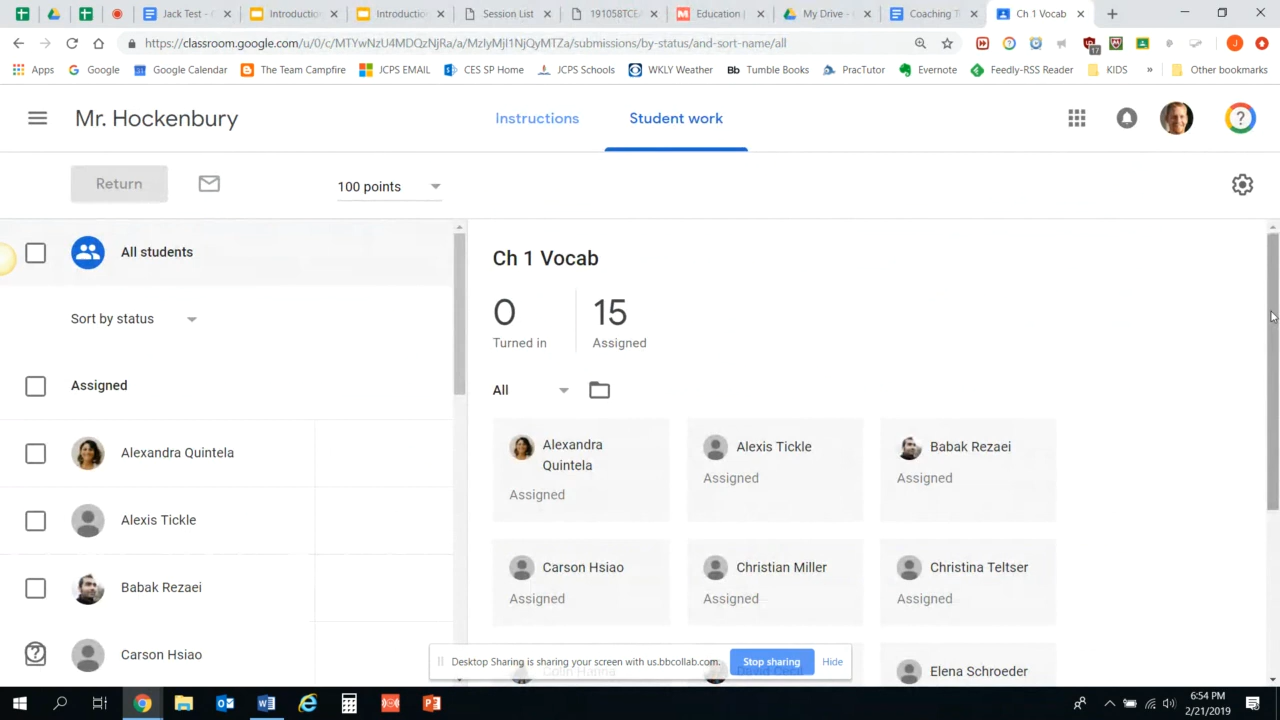 Jack Test - C
Introduction
Introduction
Session List
191058TCEA
Education |
My Drive
Coaching T
Ch 1 Vocab
https://classroom.google.com/u/0/c/MTYwNzU4MDQzNjRa/a/MzIyMjI1NjQyMTZa/submissions/by-status/and-sort-name/all
17
J
Apps
Google
Google Calendar
The Team Campfire
JCPS EMAIL
CES SP Home
JCPS Schools
WKLY Weather
Bb Tumble Books
PracTutor
Evernote
Feedly-RSS Reader
KIDS
»
Other bookmarks
Mr. Hockenbury
Instructions
Student work
Return
100 points
All students
Sort by status
Assigned
Alexandra Quintela
Alexis Tickle
Babak Rezaei
Carson Hsiao
Ch 1 Vocab
0
Turned in
15
Assigned
All
Alexandra
Quintela
Assigned
Alexis Tickle
Assigned
Babak Rezaei
Assigned
Carson Hsiao
Assigned
Christian Miller
Assigned
Christina Teltser
Assigned
Elena Schroeder
Desktop Sharing is sharing your screen with us.bbcollab.com.
Stop sharing
Hide
6:54 PM
2/21/2019